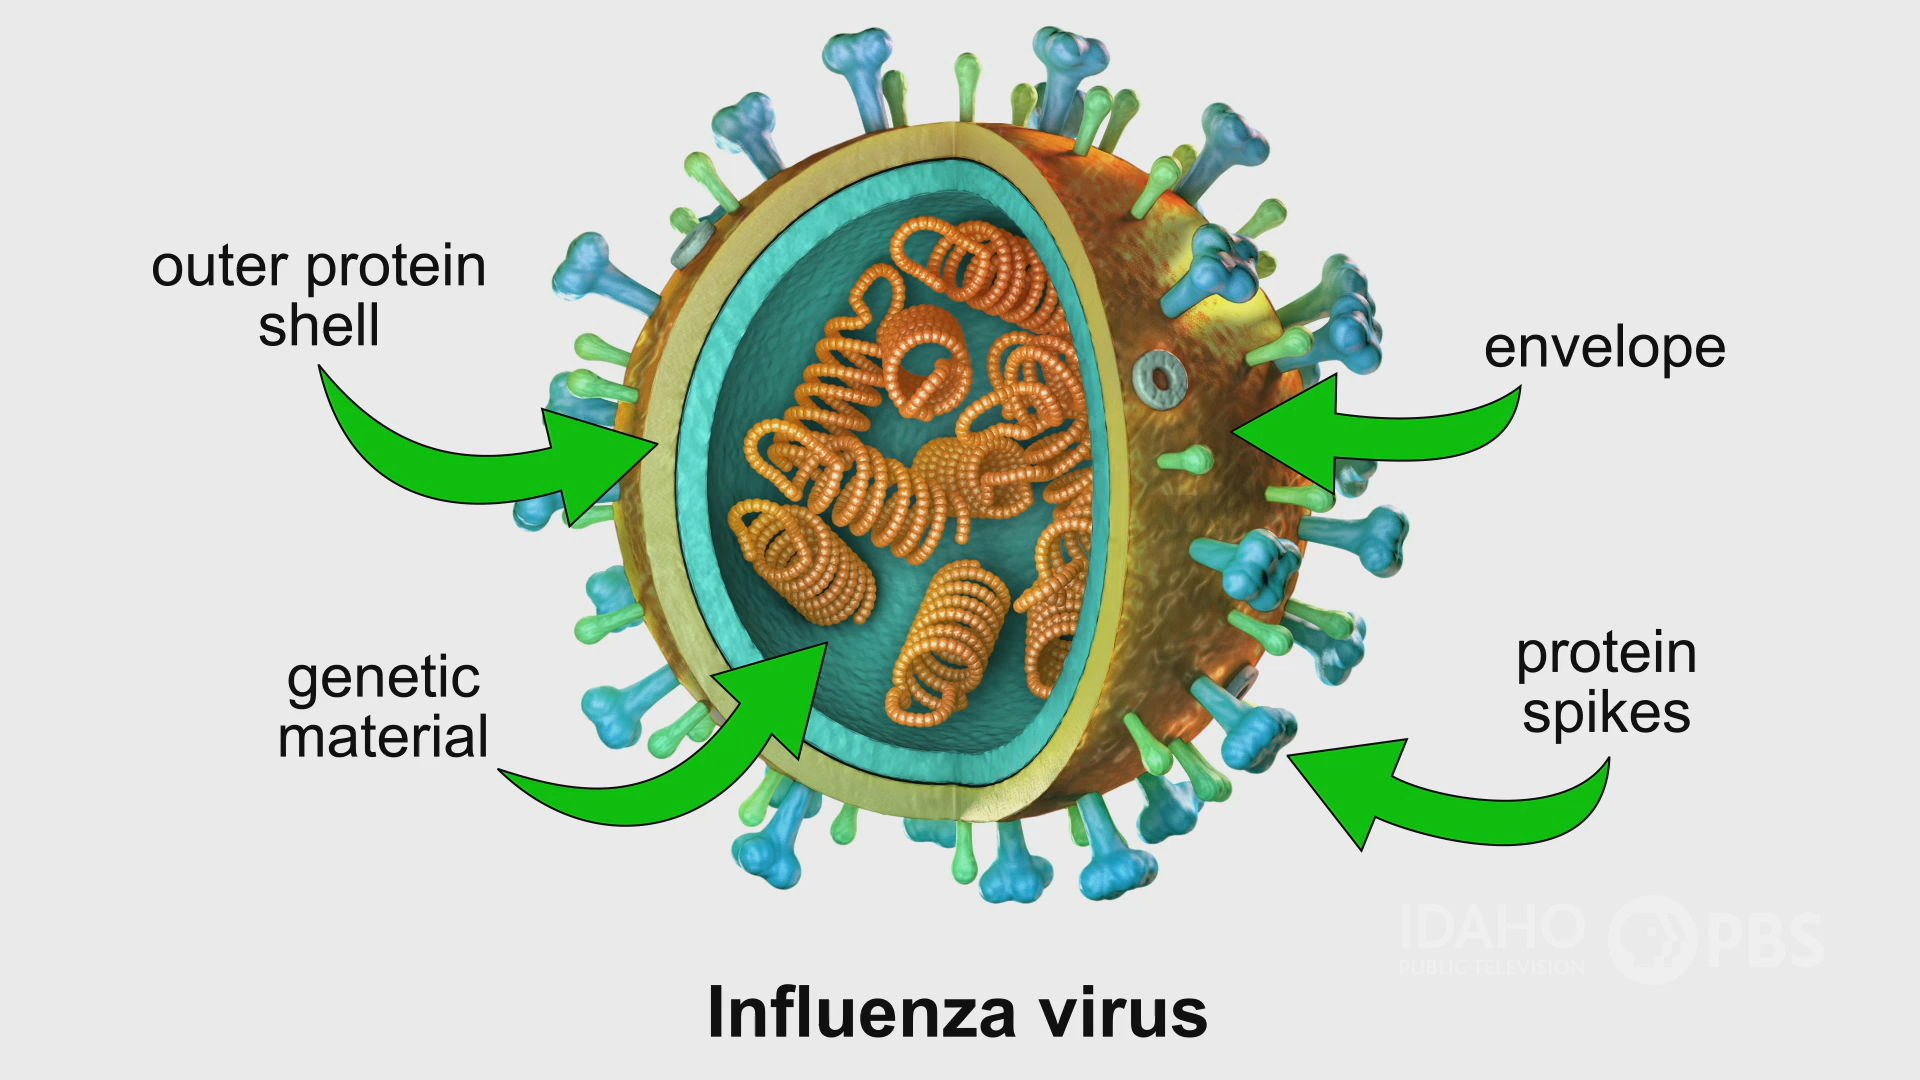 outer protein
shell
envelope
genetic
material
protein
spikes
IDAHO
PUBLIC TELEVISION
PBS
Influenza virus